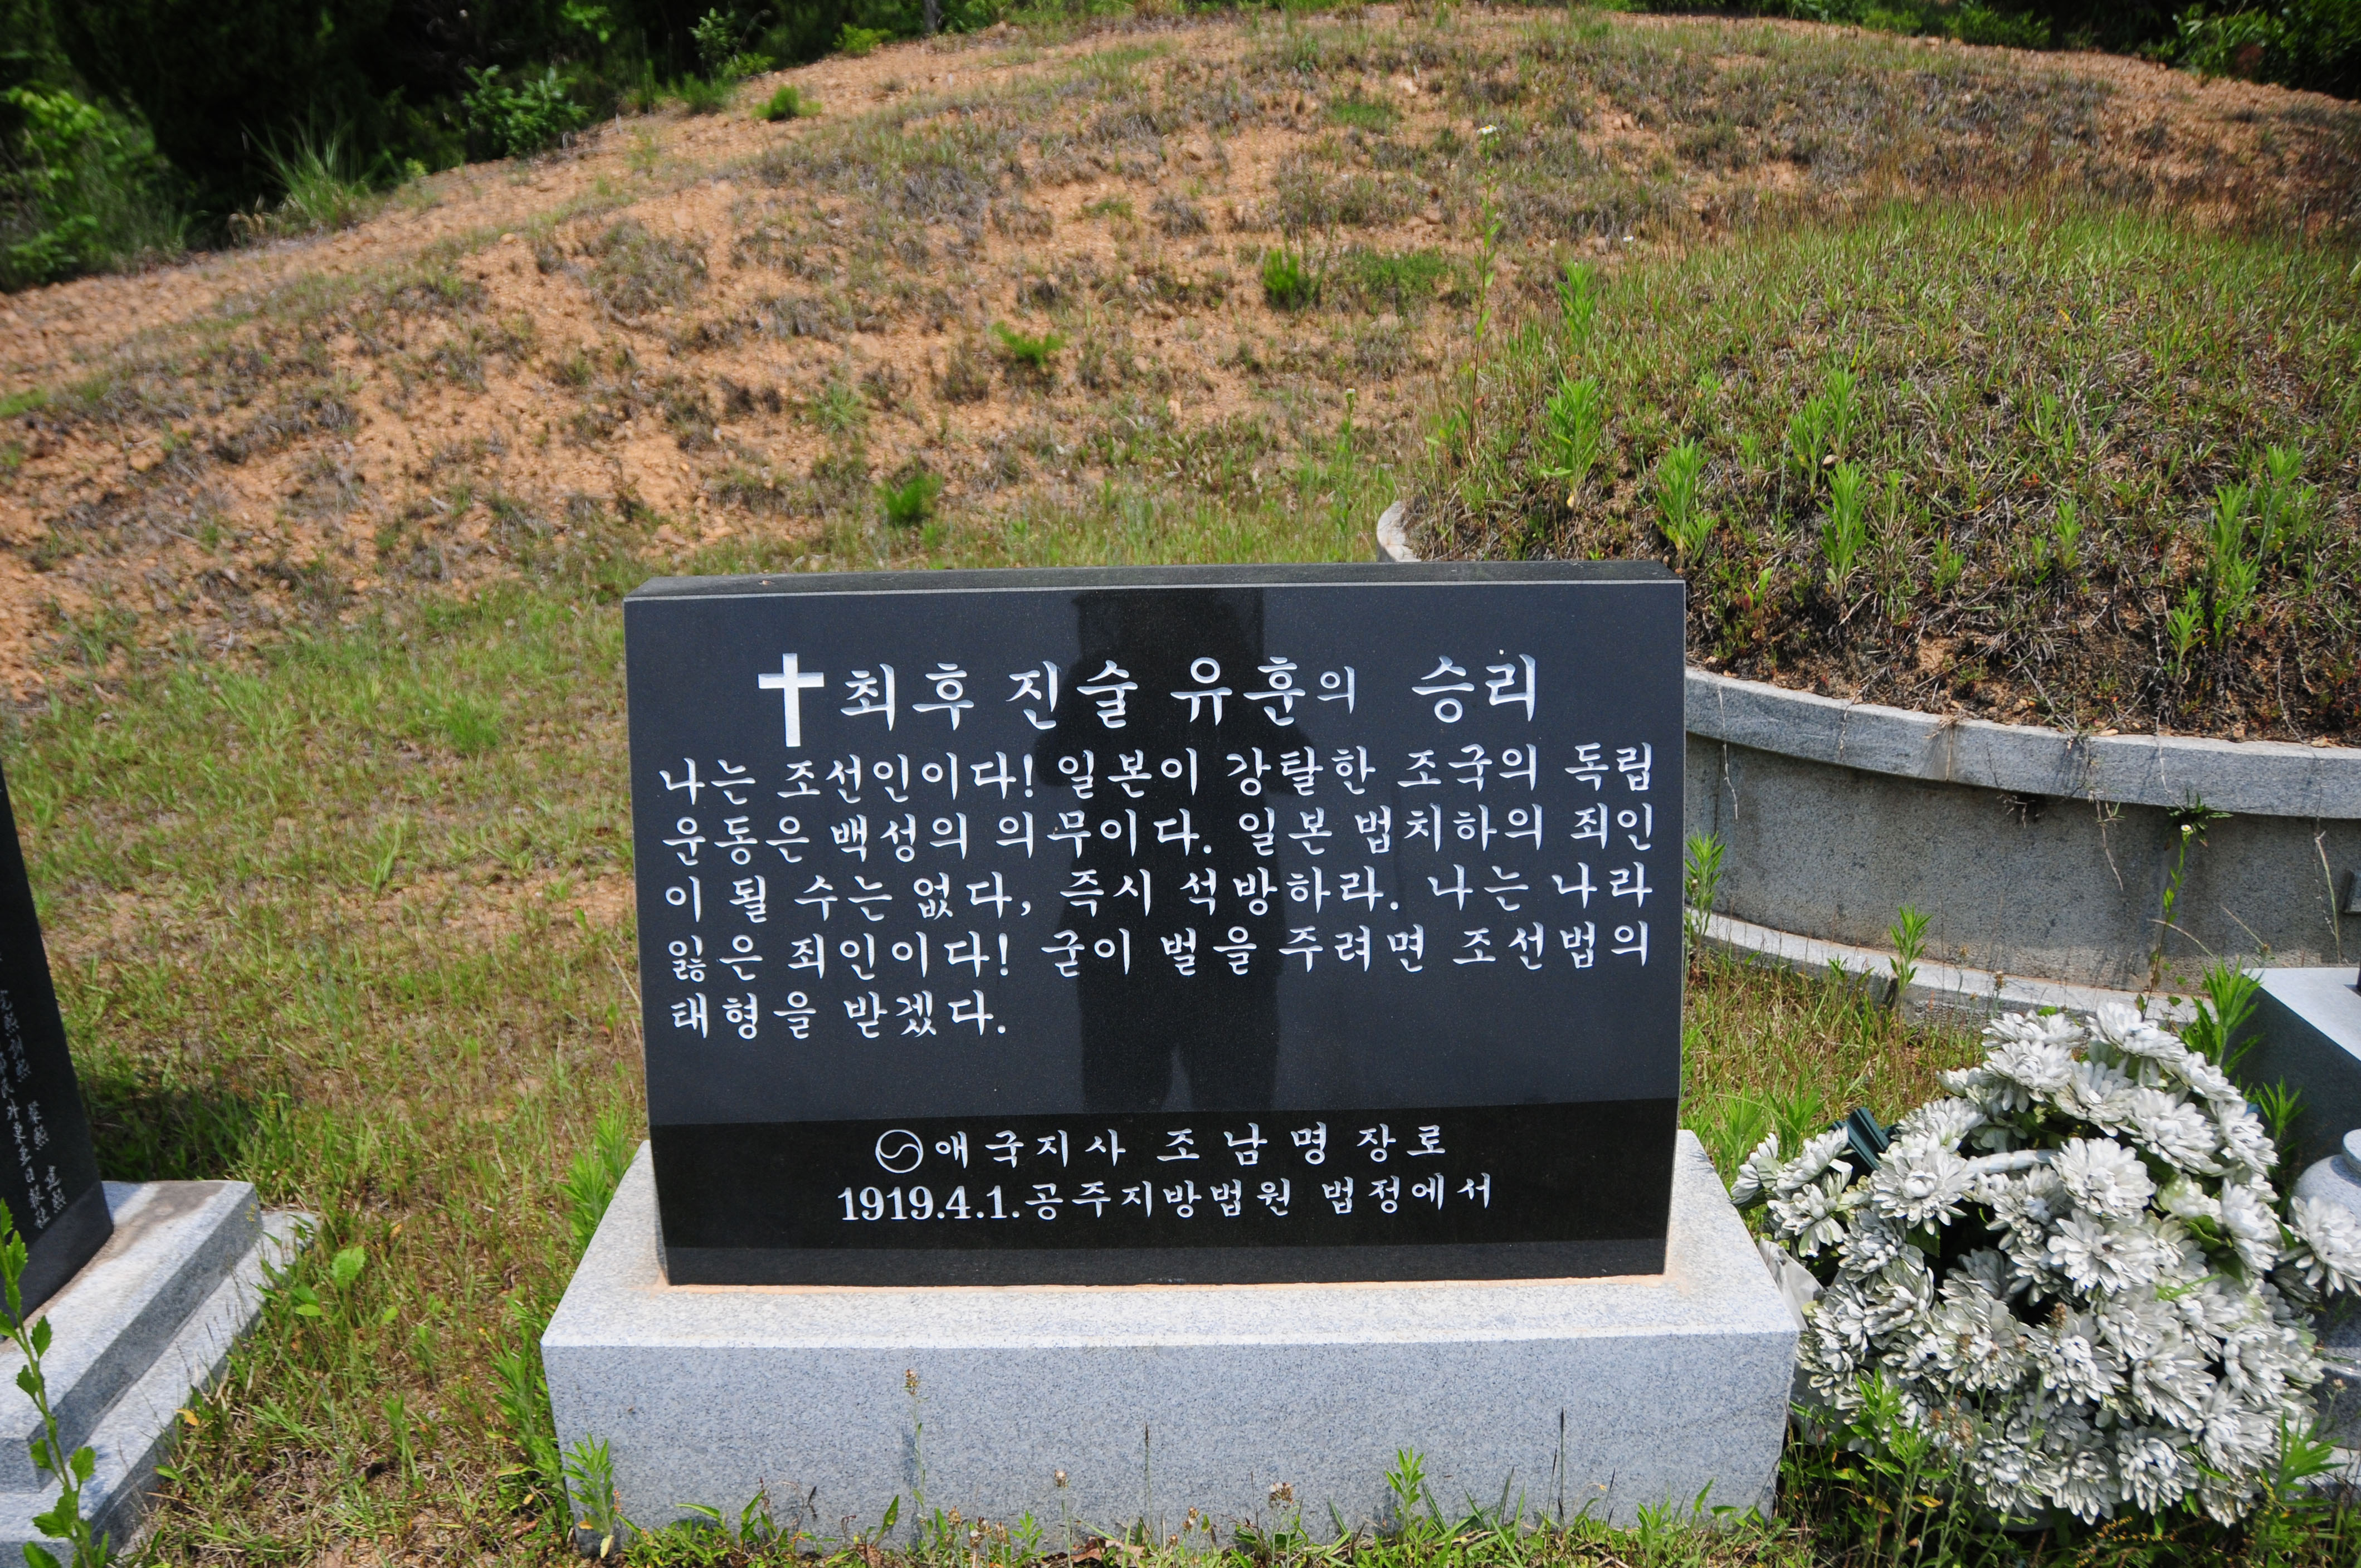 최후 진술 유훈의 승리
나는 조선인이다! 일본이 강탈한 조국의 독립
운동은 백성의 의무이다. 일본 법치하의 죄인
이 될 수는 없다, 즉시 석방하라. 나는 나라
잃은 죄인이다! 굳이 벌을 주려면 조선법의
태형을 받겠다.
애국지사 조남명 장로
1919.4.1.공주지방법원 법정에서